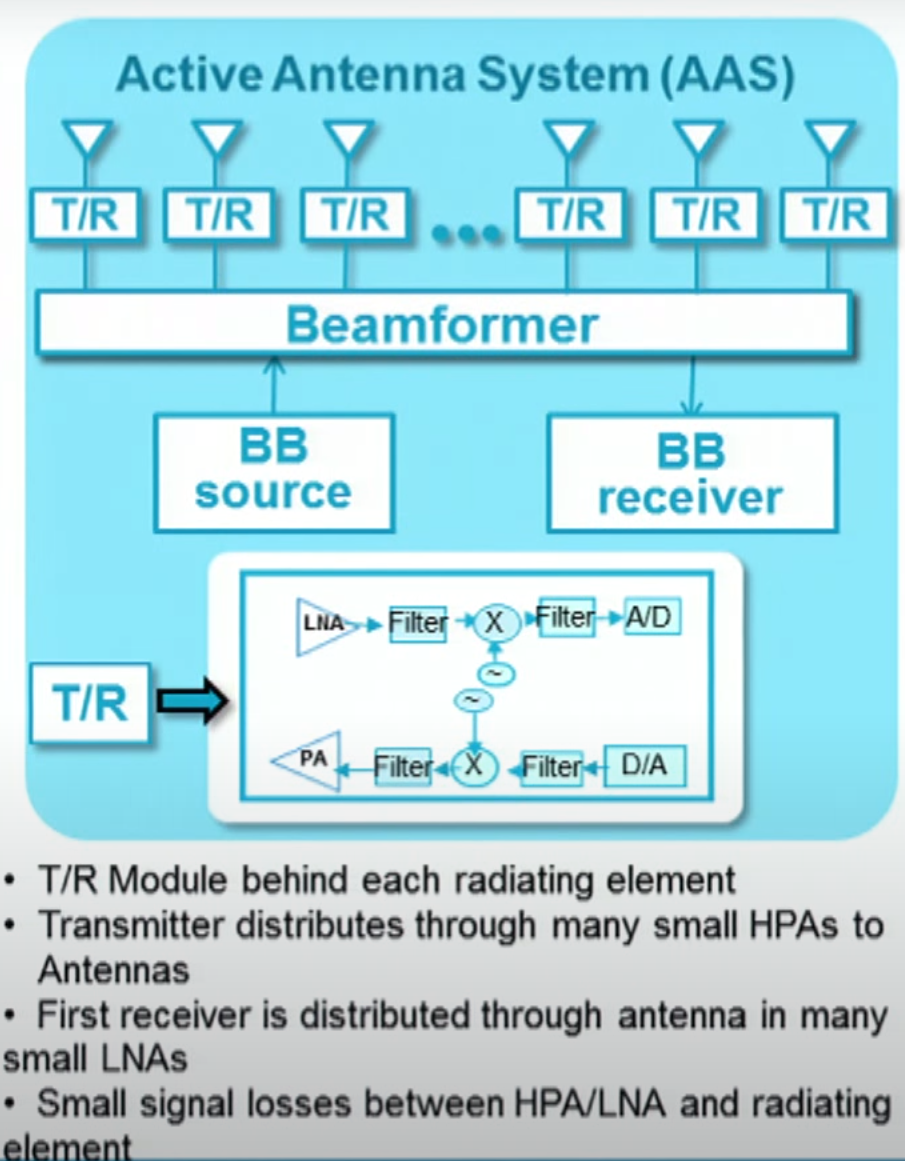 Active Antenna System (AAS)
T/R T/R T/R ... T/R T/R T/R
Beamformer
BB source
BB receiver
LNA Filter X Filter A/D
~
~
T/R
PA Filter X Filter D/A
• T/R Module behind each radiating element
• Transmitter distributes through many small HPAs to
Antennas
• First receiver is distributed through antenna in many
small LNAs
• Small signal losses between HPA/LNA and radiating
element